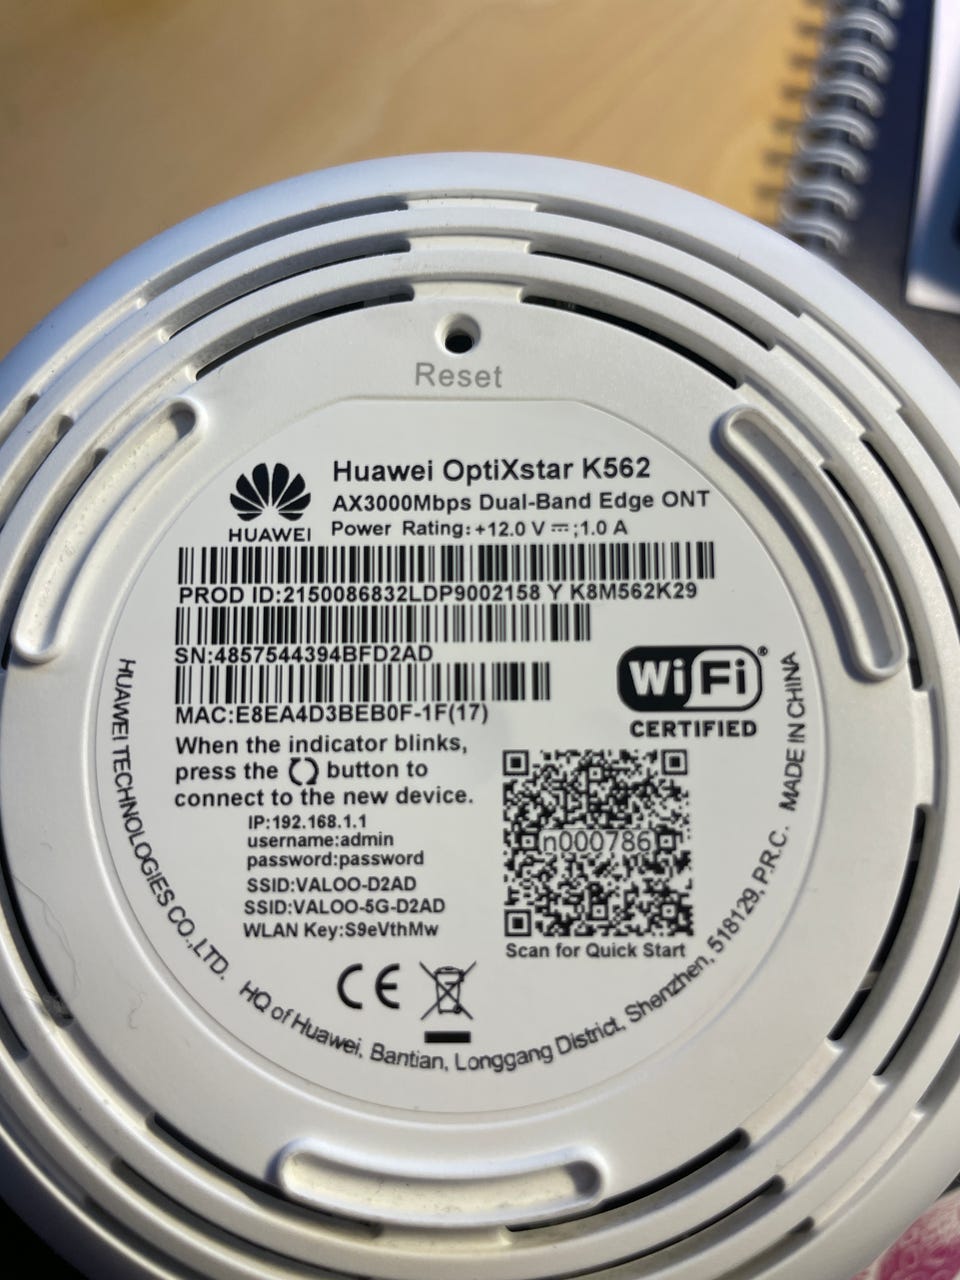 Reset
HUAWEI
Huawei OptiXstar K562
AX3000Mbps Dual-Band Edge ONT
Power Rating: +12.0 V ⎓;1.0 A
PROD ID:2150086832LDP9002158 Y K8M562K29
SN:4857544394BFD2AD
MAC:E8EA4D3BEB0F-1F(17)
WiFi®
CERTIFIED
When the indicator blinks,
press the button to
connect to the new device.
IP:192.168.1.1
username:admin
password:password
SSID:VALOO-D2AD
SSID:VALOO-5G-D2AD
WLAN Key:S9eVthMw
n000786
Scan for Quick Start
CE
HUAWEI TECHNOLOGIES CO.,LTD.
HQ of Huawei, Bantian, Longgang District, Shenzhen, 518129, P.R.C.
MADE IN CHINA